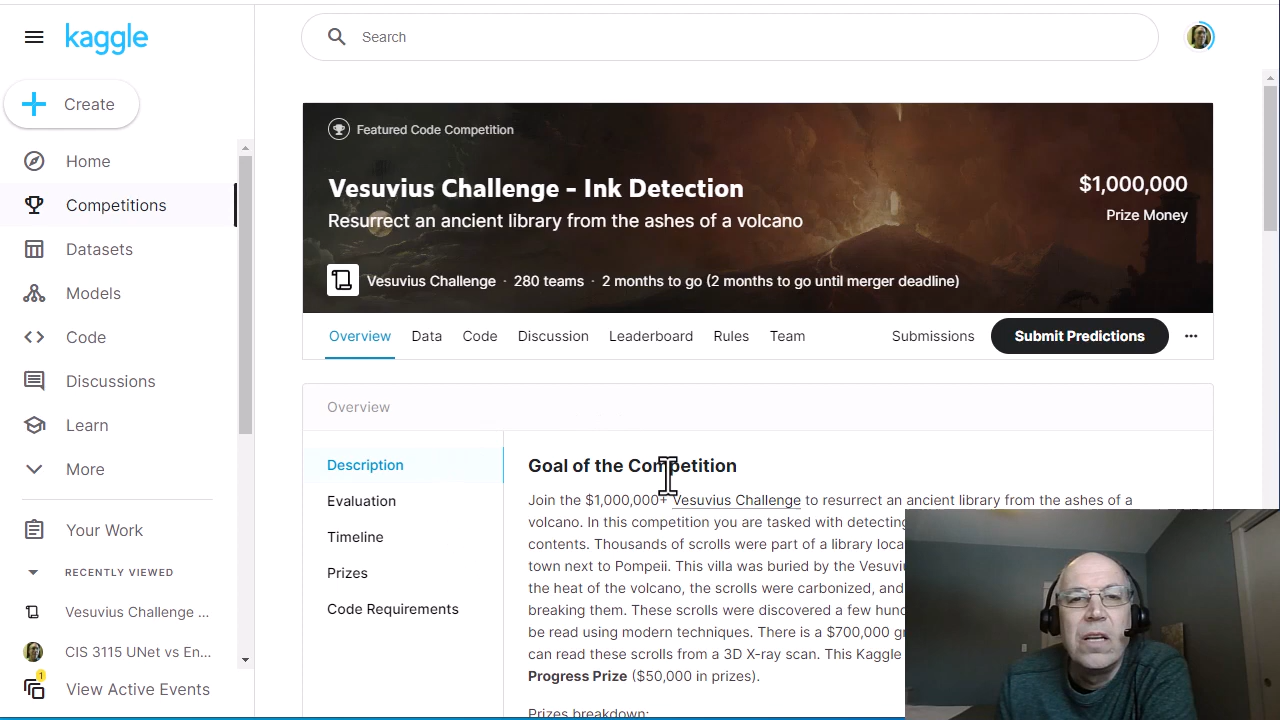 kaggle
Search
Create
Home
Competitions
Datasets
Models
Code
Discussions
Learn
More
Your Work
RECENTLY VIEWED
Vesuvius Challenge ...
CIS 3115 UNet vs En...
1
View Active Events
Featured Code Competition
Vesuvius Challenge - Ink Detection
Resurrect an ancient library from the ashes of a volcano
$1,000,000
Prize Money
Vesuvius Challenge · 280 teams · 2 months to go (2 months to go until merger deadline)
Overview Data Code Discussion Leaderboard Rules Team Submissions Submit Predictions ...
Overview
Description
Evaluation
Timeline
Prizes
Code Requirements
Goal of the Competition
Join the $1,000,000+ Vesuvius Challenge to resurrect an ancient library from the ashes of a
volcano. In this competition you are tasked with detecting
contents. Thousands of scrolls were part of a library loca
town next to Pompeii. This villa was buried by the Vesuvi
the heat of the volcano, the scrolls were carbonized, and
breaking them. These scrolls were discovered a few hund
be read using modern techniques. There is a $700,000 gr
can read these scrolls from a 3D X-ray scan. This Kaggle
Progress Prize ($50,000 in prizes).
Prizes breakdown: